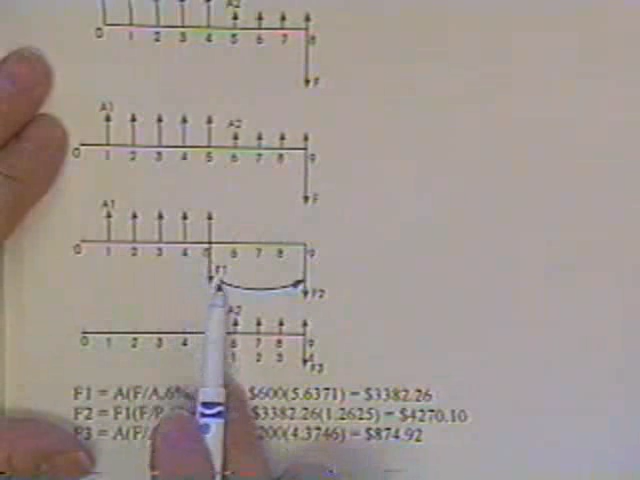 A2
0 1 2 3 4 5 6 7 8
F
A1 A2
0 1 2 3 4 5 6 7 8 9
F
A1
0 1 2 3 4 5 6 7 8 9
F1 F2
A2
0 1 2 3 4 6 7 8 9
1 2 3
F3
F1 = A(F/A,6% $600(5.6371) = $3382.26
F2 = F1(F/P, $3382.26(1.2625) = $4270.10
F3 = A(F/ 200(4.3746) = $874.92